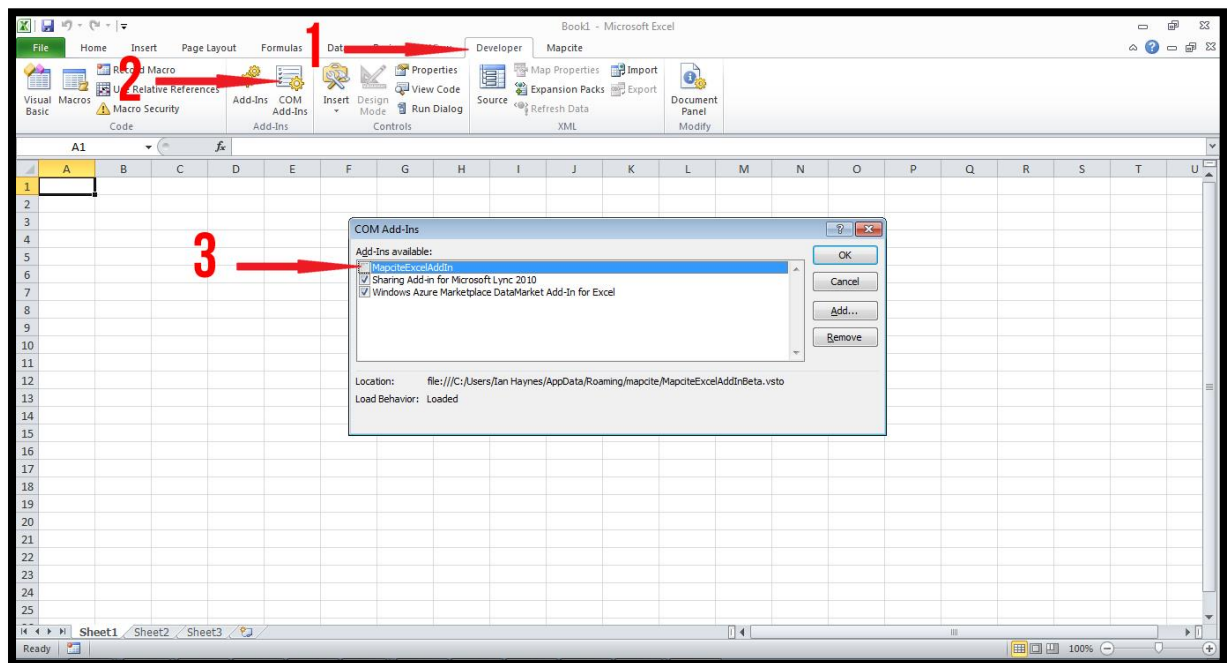 Book1 - Microsoft Excel
1
File Home Insert Page Layout Formulas Developer Mapcite
2
Visual Basic
Macros
Record Macro
Use Relative References
Macro Security
Code
Add-Ins
COM Add-Ins
Add-Ins
Insert
Design Mode
Properties
View Code
Run Dialog
Controls
Source
Map Properties
Expansion Packs
Refresh Data
Import
Export
XML
Document Panel
Modify
A1 fx
A B C D E F G H I J K L M N O P Q R S T U
1
2
3
4
5
6
7
8
9
10
11
12
13
14
15
16
17
18
19
20
21
22
23
24
25
3
COM Add-Ins
Add-Ins available:
MapciteExcelAddIn
Sharing Add-in for Microsoft Lync 2010
Windows Azure Marketplace DataMarket Add-In for Excel
OK
Cancel
Add...
Remove
Location: file:///C:/Users/Ian Haynes/AppData/Roaming/mapcite/MapciteExcelAddInBeta.vsto
Load Behavior: Loaded
Sheet1 Sheet2 Sheet3
Ready 100%